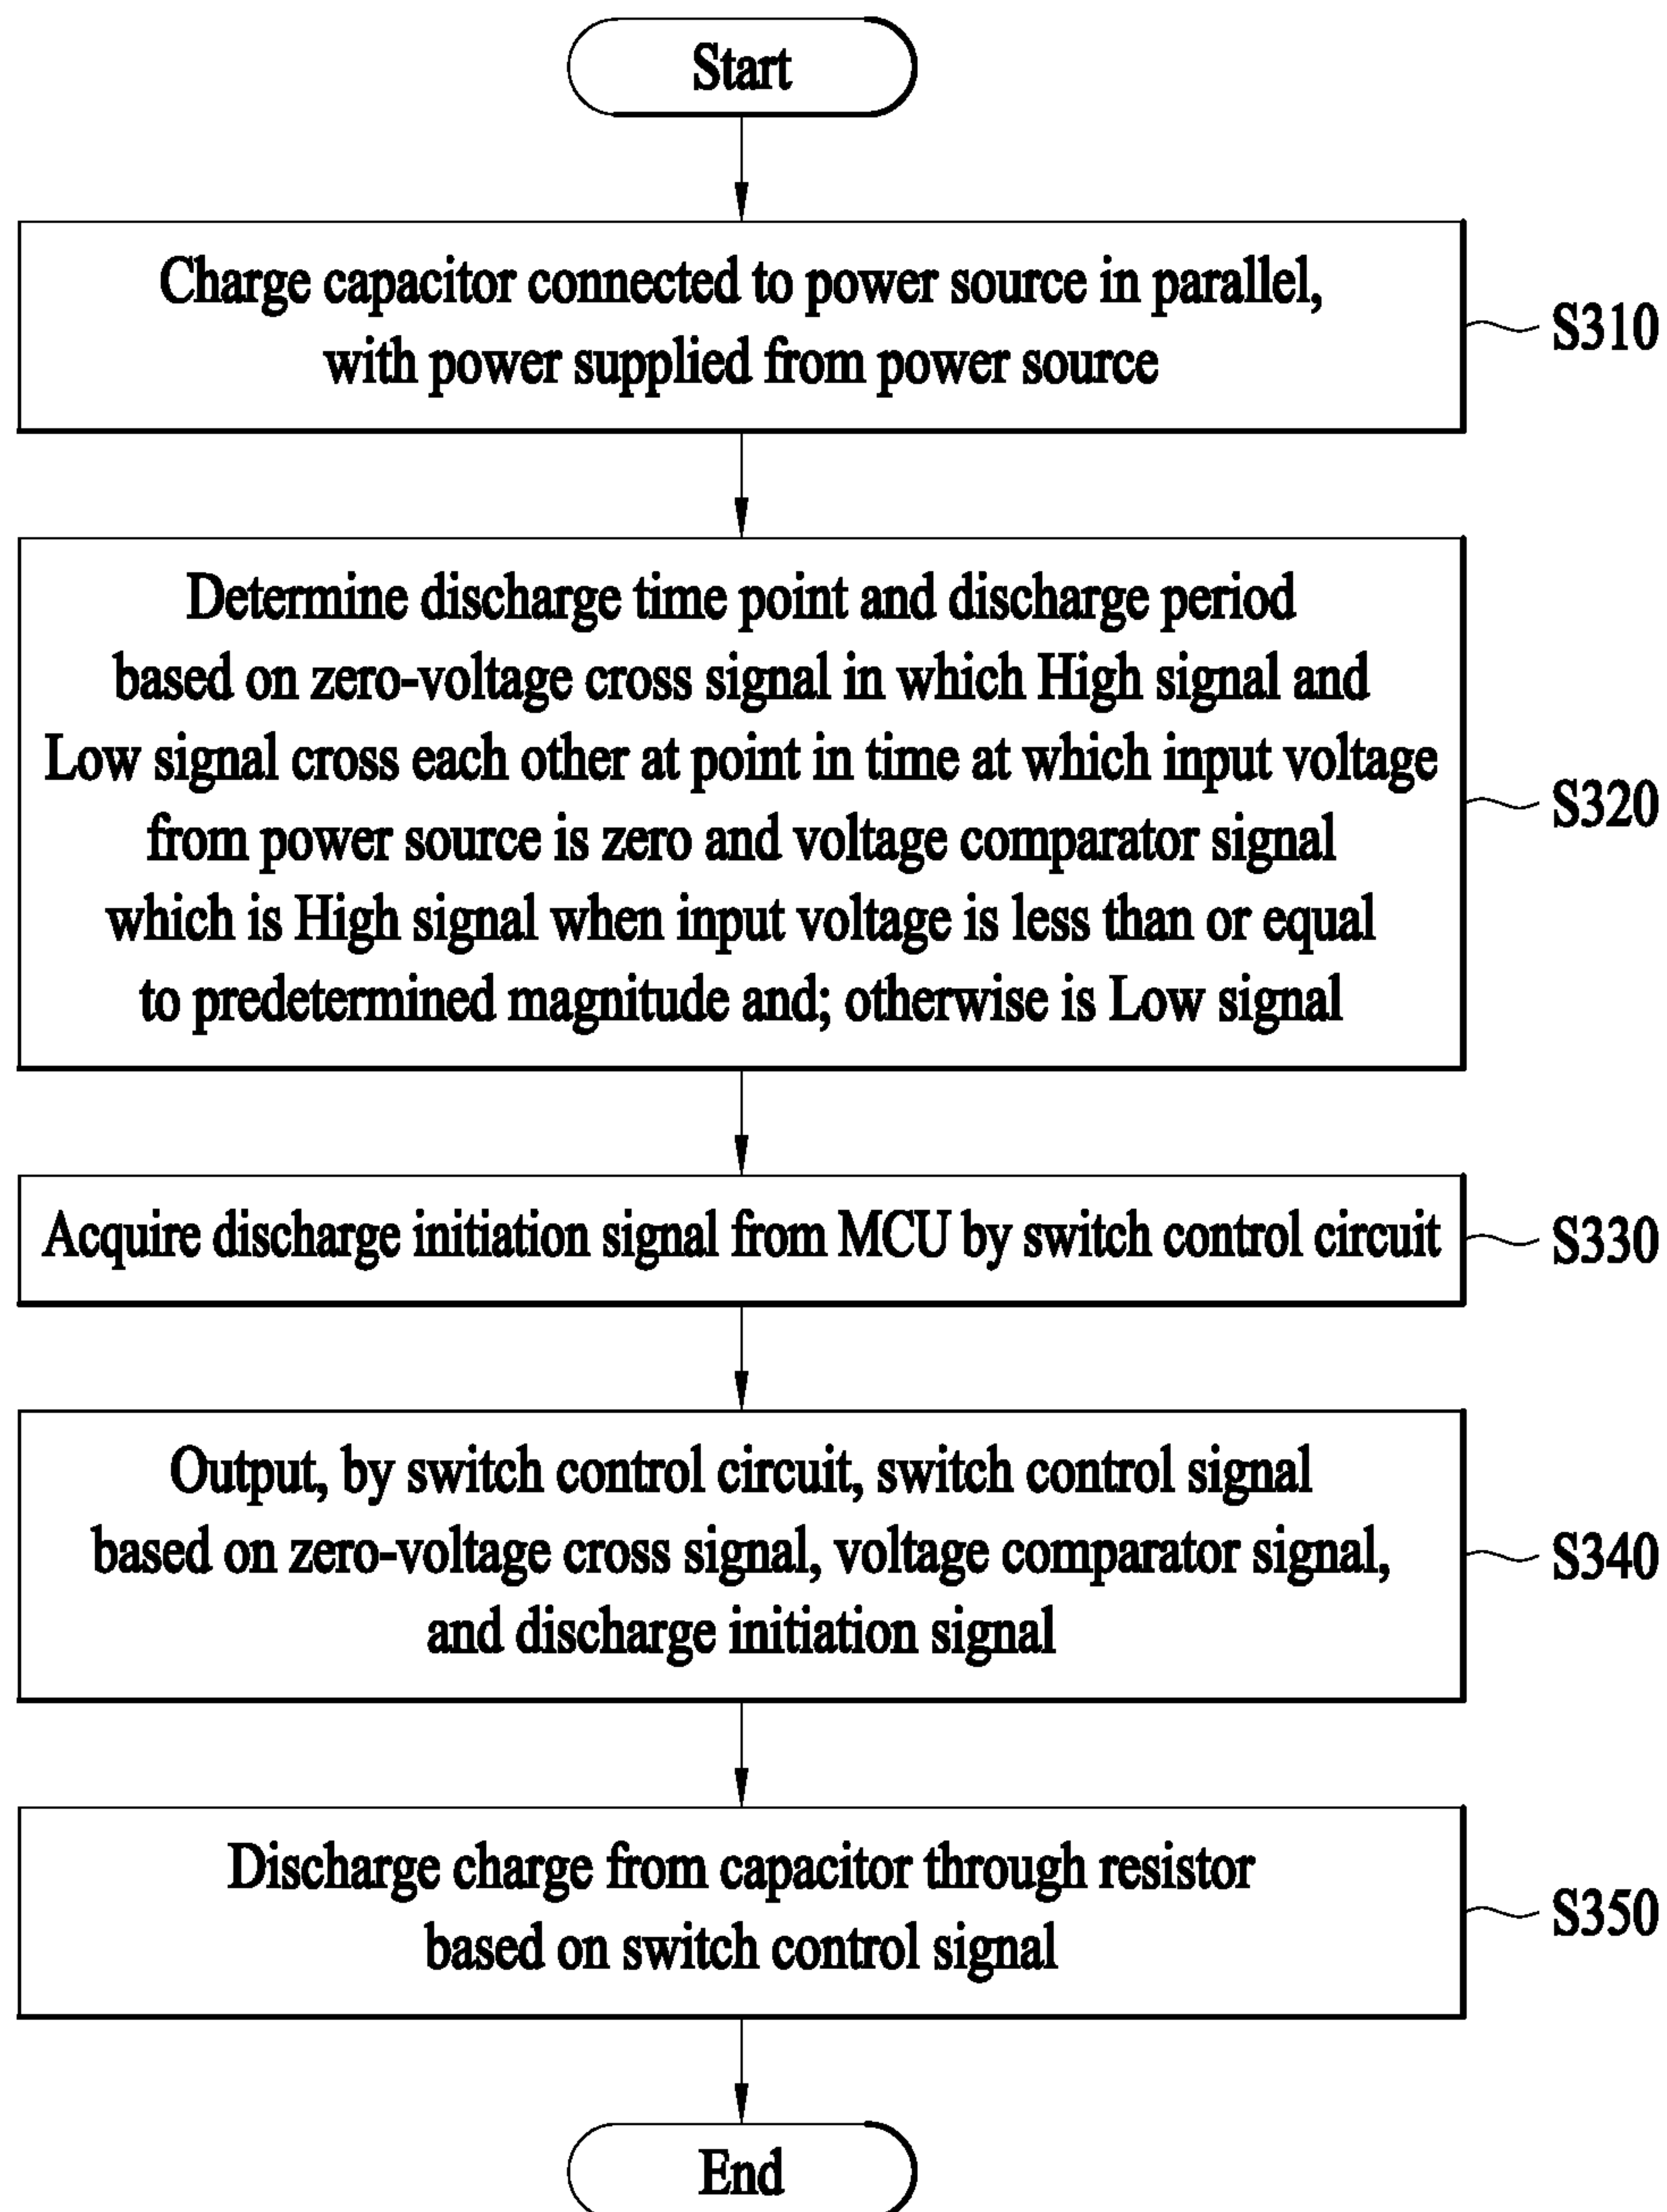 Start
Charge capacitor connected to power source in parallel,
with power supplied from power source
S310
Determine discharge time point and discharge period
based on zero-voltage cross signal in which High signal and
Low signal cross each other at point in time at which input voltage
from power source is zero and voltage comparator signal
which is High signal when input voltage is less than or equal
to predetermined magnitude and; otherwise is Low signal
S320
Acquire discharge initiation signal from MCU by switch control circuit
S330
Output, by switch control circuit, switch control signal
based on zero-voltage cross signal, voltage comparator signal,
and discharge initiation signal
S340
Discharge charge from capacitor through resistor
based on switch control signal
S350
End